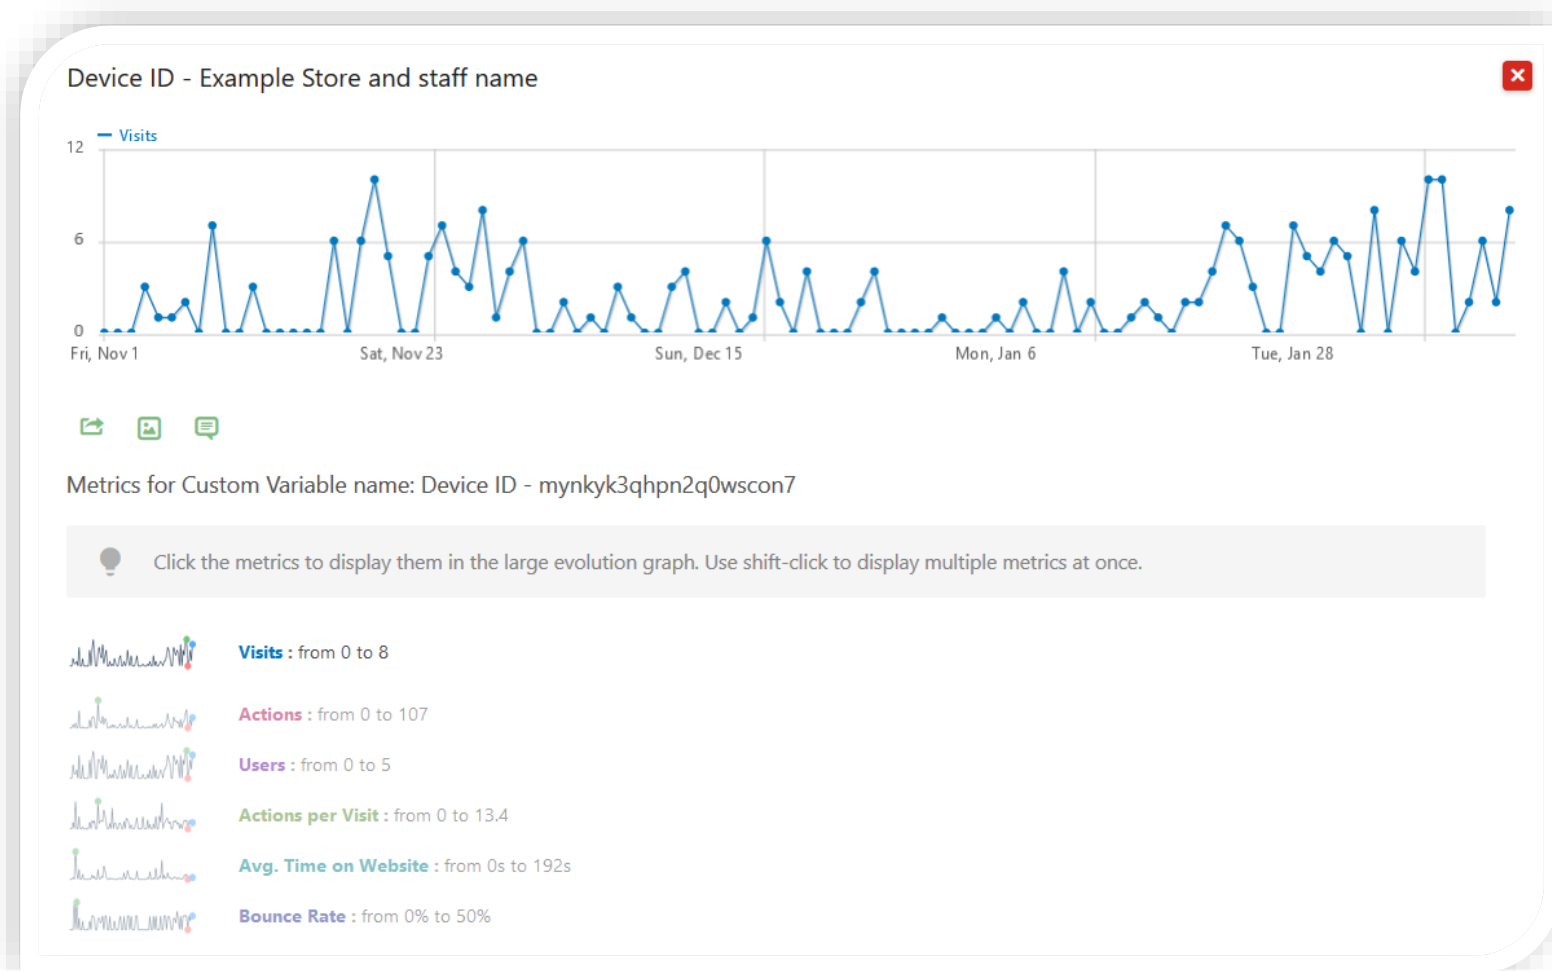 Device ID - Example Store and staff name
Visits
12
6
0
Fri, Nov 1
Sat, Nov 23
Sun, Dec 15
Mon, Jan 6
Tue, Jan 28
Metrics for Custom Variable name: Device ID - mynkyk3qhpn2q0wscon7
Click the metrics to display them in the large evolution graph. Use shift-click to display multiple metrics at once.
Visits : from 0 to 8
Actions : from 0 to 107
Users : from 0 to 5
Actions per Visit : from 0 to 13.4
Avg. Time on Website : from 0s to 192s
Bounce Rate : from 0% to 50%